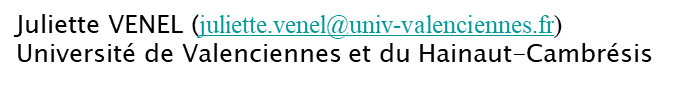 Juliette VENEL (juliette.venel@univ-valenciennes.fr)
Université de Valenciennes et du Hainaut-Cambrésis